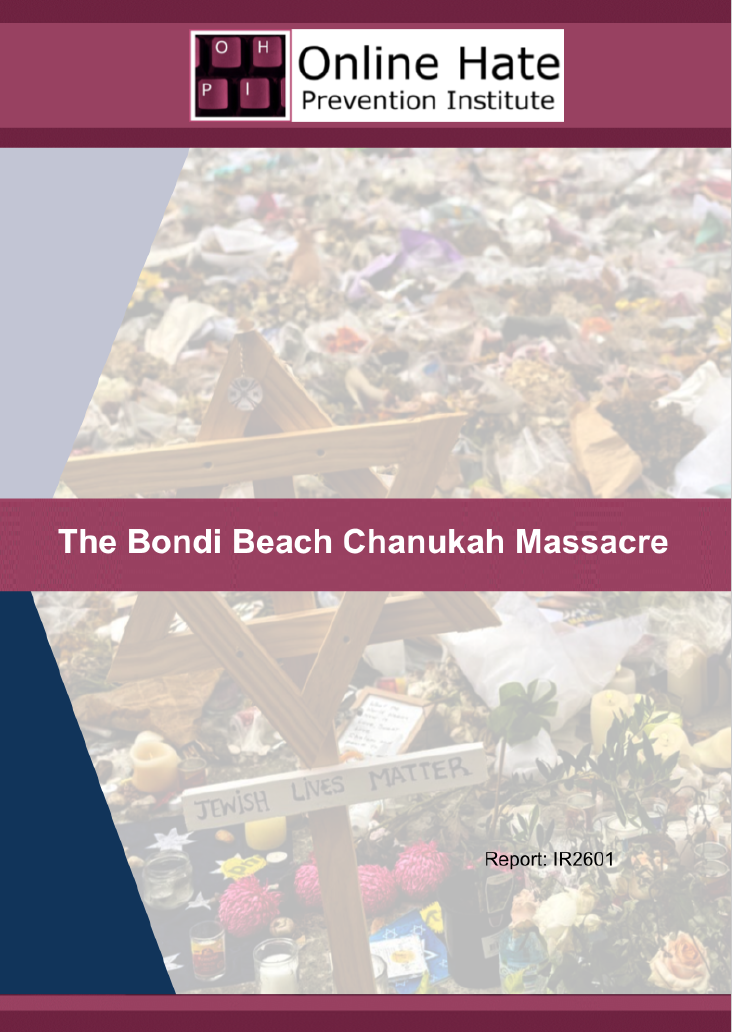 O H
P I
Online Hate
Prevention Institute
The Bondi Beach Chanukah Massacre
JEWISH LIVES MATTER
Report: IR2601